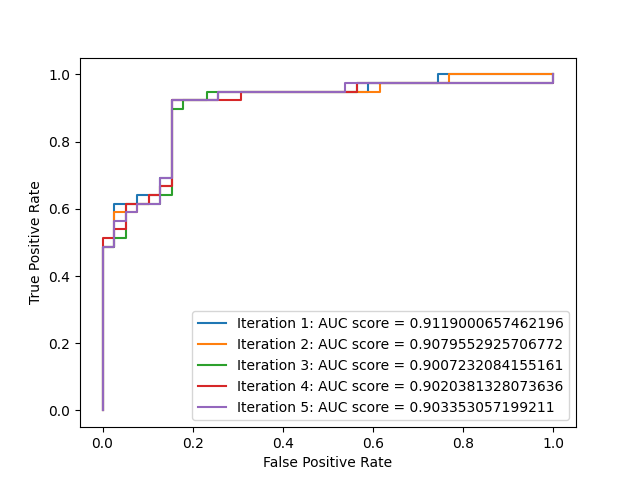 1.0
0.8
0.6
0.4
0.2
0.0
True Positive Rate
Iteration 1: AUC score = 0.9119000657462196
Iteration 2: AUC score = 0.9079552925706772
Iteration 3: AUC score = 0.9007232084155161
Iteration 4: AUC score = 0.9020381328073636
Iteration 5: AUC score = 0.903353057199211
0.0 0.2 0.4 0.6 0.8 1.0
False Positive Rate